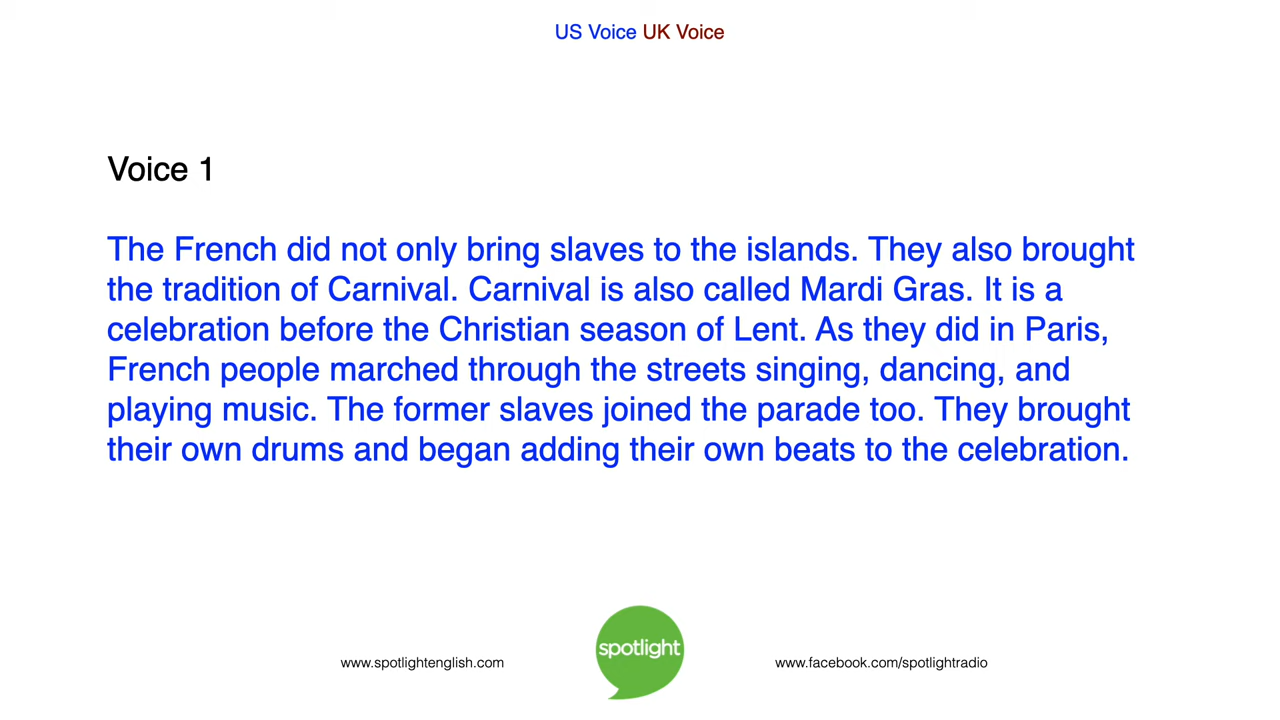 US Voice UK Voice
Voice 1
The French did not only bring slaves to the islands. They also brought
the tradition of Carnival. Carnival is also called Mardi Gras. It is a
celebration before the Christian season of Lent. As they did in Paris,
French people marched through the streets singing, dancing, and
playing music. The former slaves joined the parade too. They brought
their own drums and began adding their own beats to the celebration.
www.spotlightenglish.com
spotlight
www.facebook.com/spotlightradio